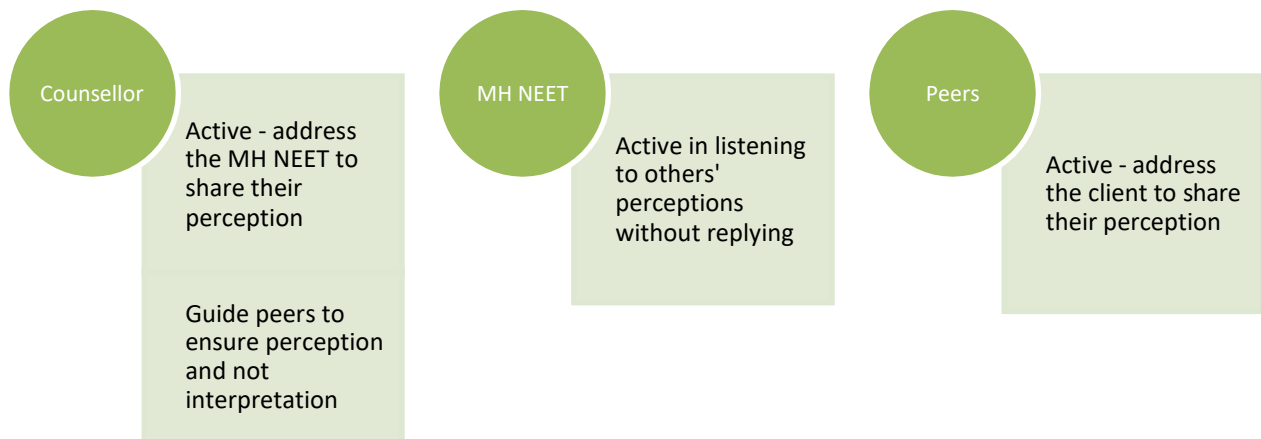 Counsellor
Active - address
the MH NEET to
share their
perception
Guide peers to
ensure perception
and not
interpretation
MH NEET
Active in listening
to others'
perceptions
without replying
Peers
Active - address
the client to share
their perception